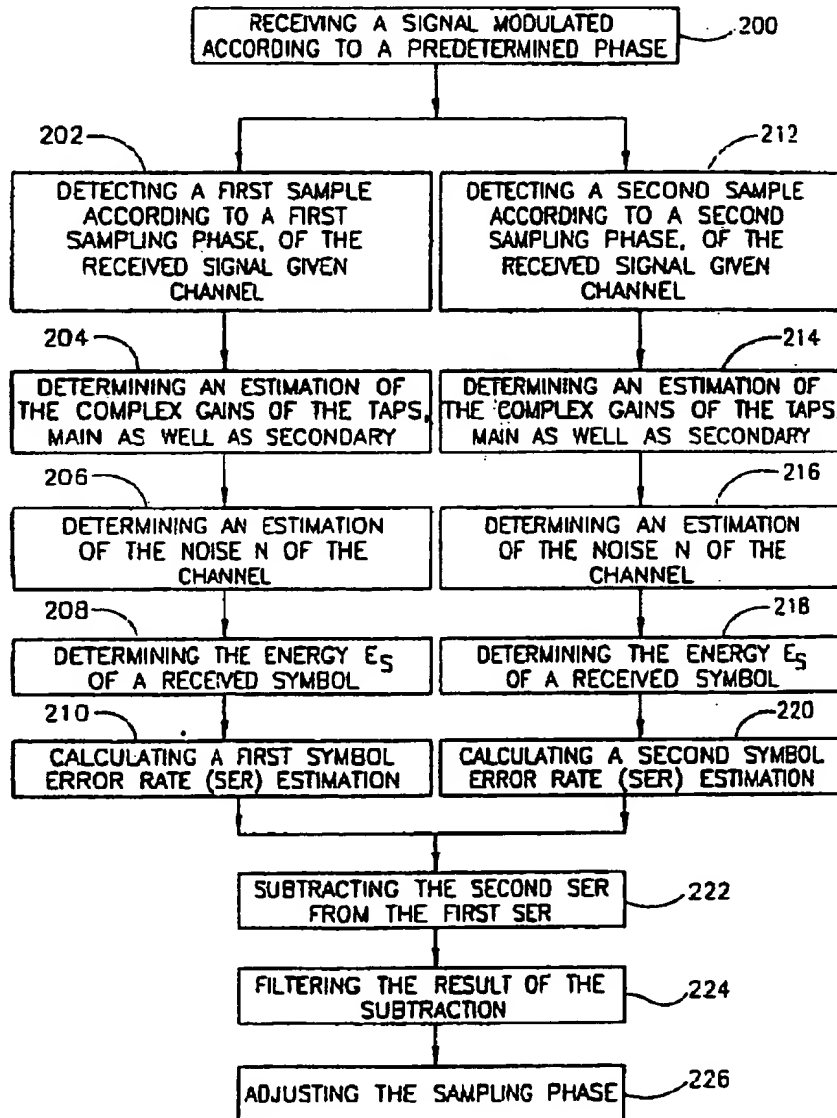 RECEIVING A SIGNAL MODULATED
ACCORDING TO A PREDETERMINED PHASE
200
202
DETECTING A FIRST SAMPLE
ACCORDING TO A FIRST
SAMPLING PHASE, OF THE
RECEIVED SIGNAL GIVEN
CHANNEL
212
DETECTING A SECOND SAMPLE
ACCORDING TO A SECOND
SAMPLING PHASE, OF THE
RECEIVED SIGNAL GIVEN
CHANNEL
204
DETERMINING AN ESTIMATION OF
THE COMPLEX GAINS OF THE TAPS,
MAIN AS WELL AS SECONDARY
214
DETERMINING AN ESTIMATION OF
THE COMPLEX GAINS OF THE TAPS
MAIN AS WELL AS SECONDARY
206
DETERMINING AN ESTIMATION
OF THE NOISE N OF THE
CHANNEL
216
DETERMINING AN ESTIMATION
OF THE NOISE N OF THE
CHANNEL
208
DETERMINING THE ENERGY ES
OF A RECEIVED SYMBOL
218
DETERMINING THE ENERGY ES
OF A RECEIVED SYMBOL
210
CALCULATING A FIRST SYMBOL
ERROR RATE (SER) ESTIMATION
220
CALCULATING A SECOND SYMBOL
ERROR RATE (SER) ESTIMATION
SUBTRACTING THE SECOND SER
FROM THE FIRST SER
222
FILTERING THE RESULT OF THE
SUBTRACTION
224
ADJUSTING THE SAMPLING PHASE
226